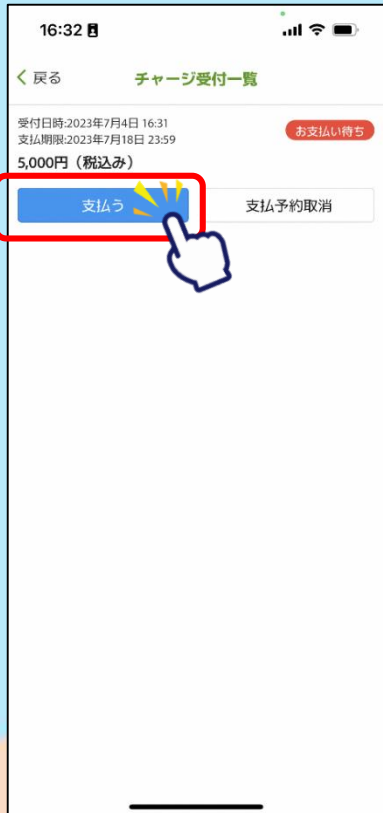 16:32
戻る
チャージ受付一覧
受付日時:2023年7月4日 16:31
支払期限:2023年7月18日 23:59
お支払い待ち
5,000円（税込み）
支払う
支払予約取消